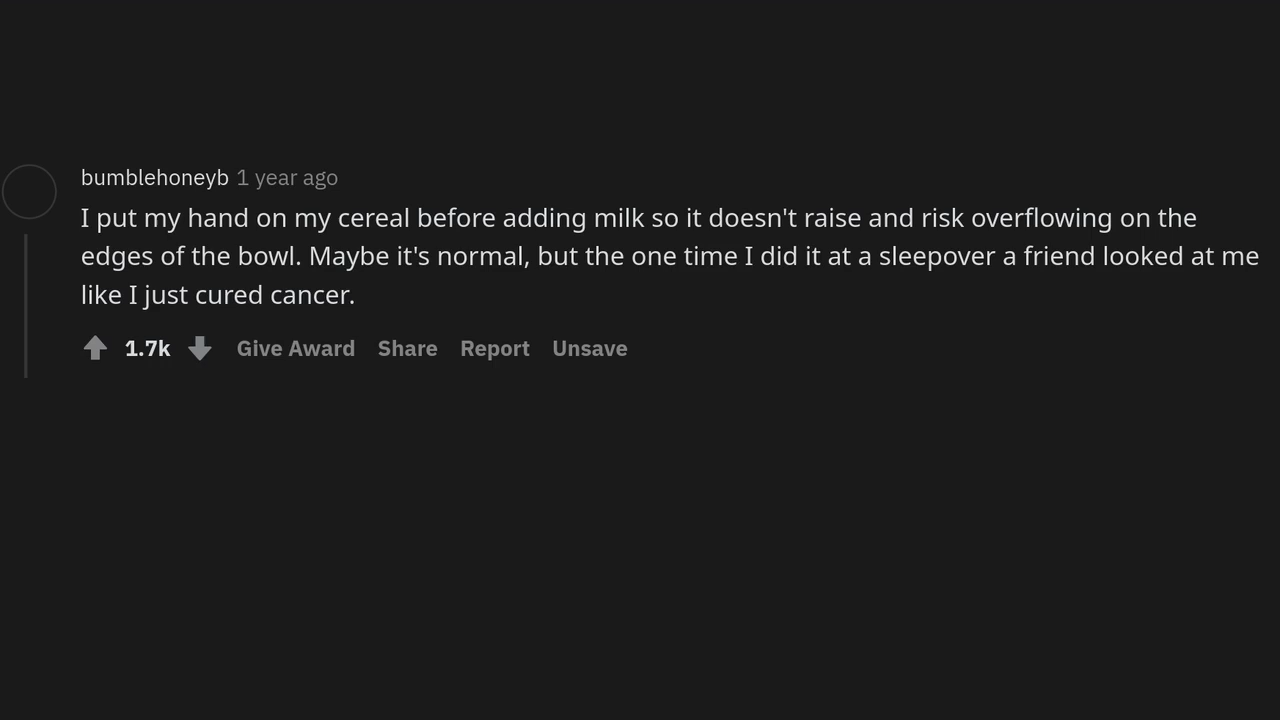 bumblehoneyb 1 year ago
I put my hand on my cereal before adding milk so it doesn't raise and risk overflowing on the
edges of the bowl. Maybe it's normal, but the one time I did it at a sleepover a friend looked at me
like I just cured cancer.
1.7k Give Award Share Report Unsave